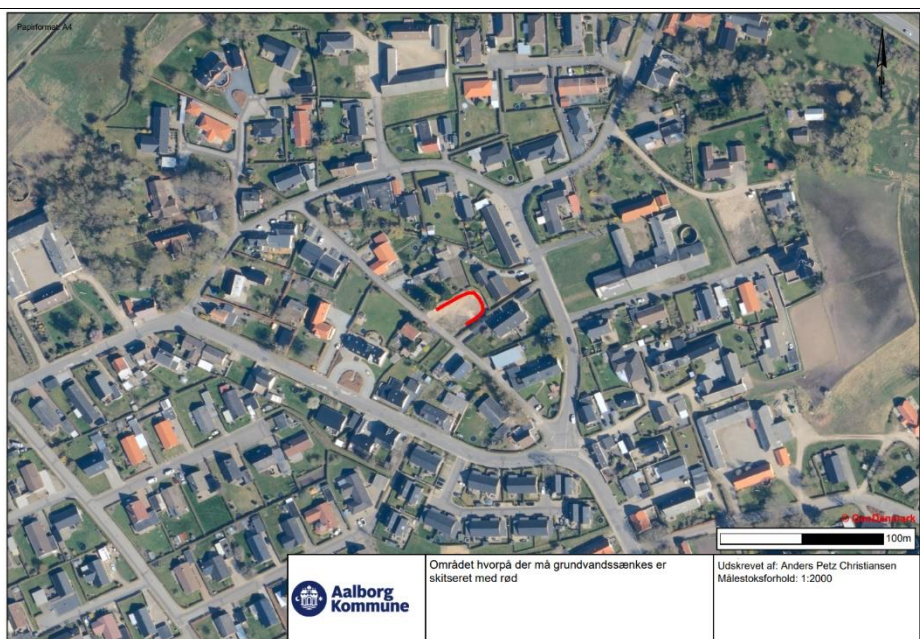 Papirformat: A4
© GeoDanmark
100m
Aalborg
Kommune
Området hvorpå der må grundvandssænkes er
skitseret med rød
Udskrevet af: Anders Petz Christiansen
Målestoksforhold: 1:2000